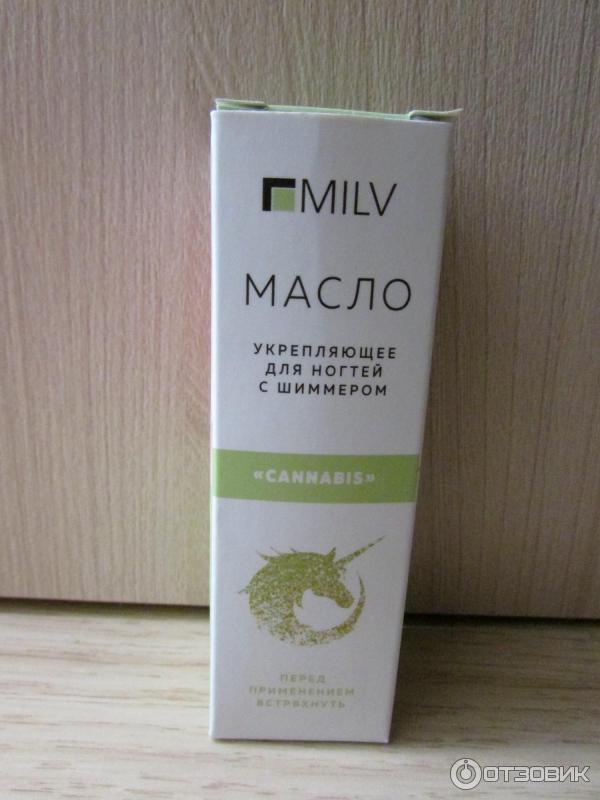 MILV
МАСЛО
УКРЕПЛЯЮЩЕЕ
ДЛЯ НОГТЕЙ
С ШИММЕРОМ
«CANNABIS»
ПЕРЕД
ПРИМЕНЕНИЕМ
ВСТРЯХНУТЬ
ОТЗОВИК